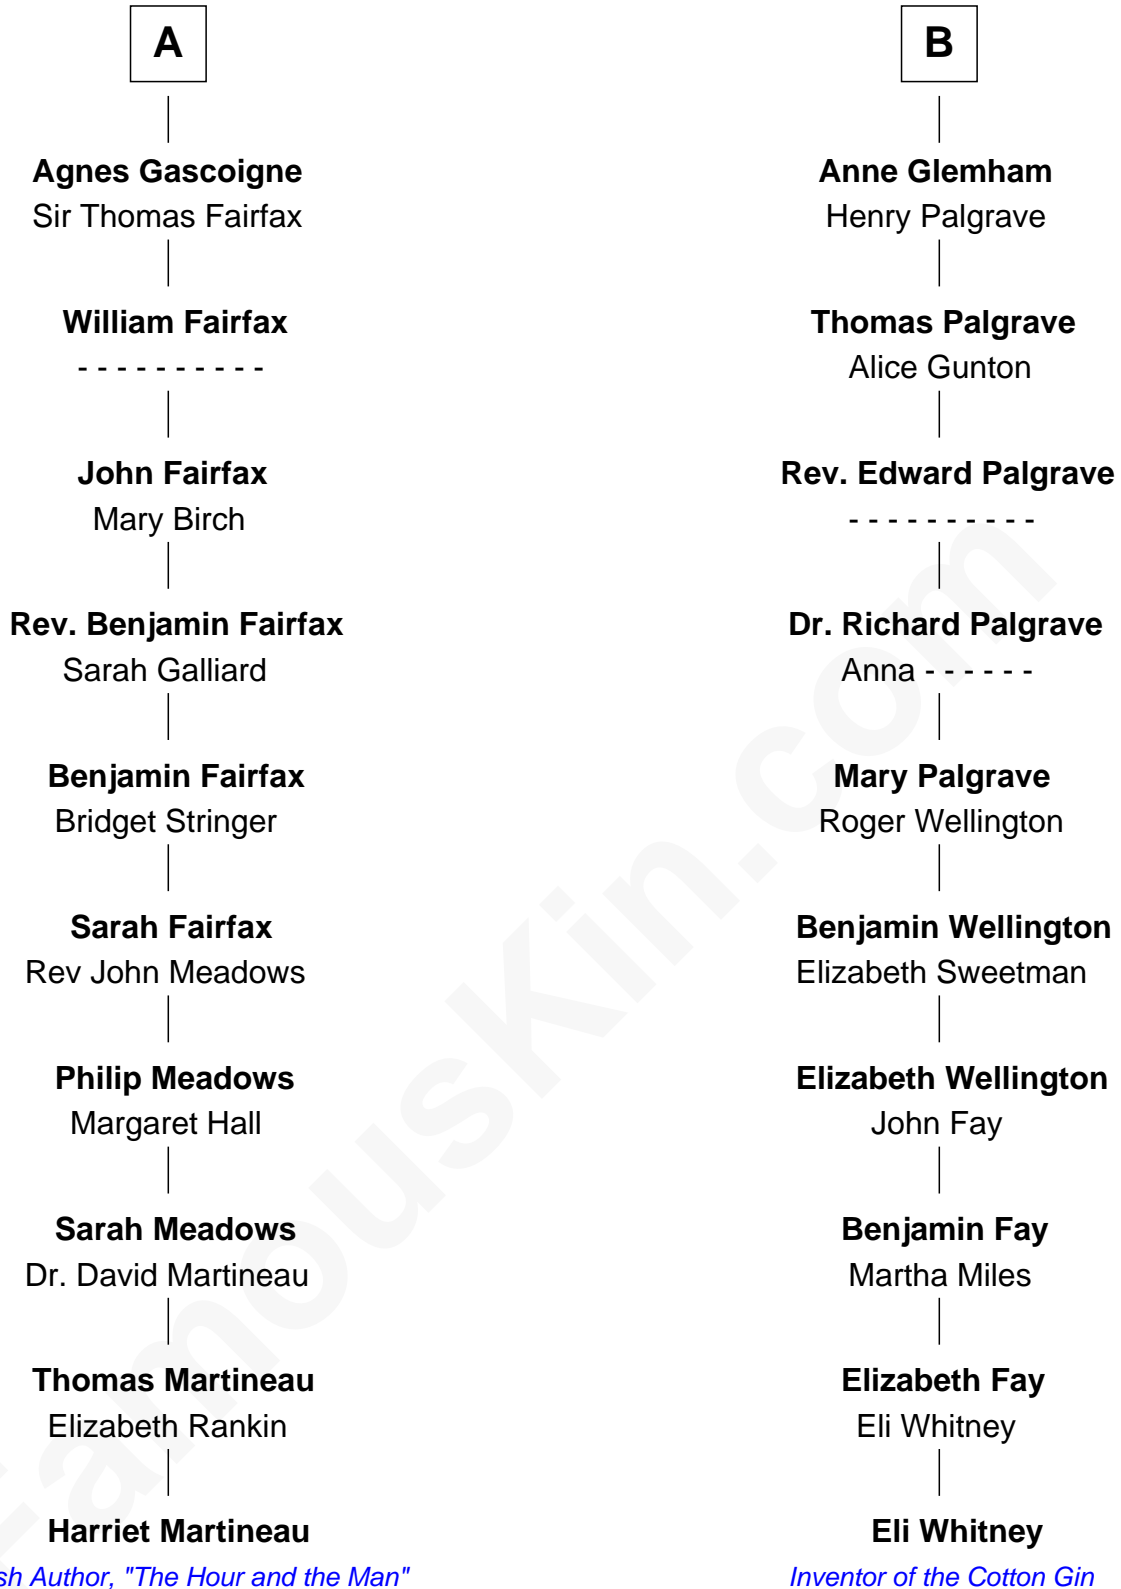 A
Agnes Gascoigne
Sir Thomas Fairfax
William Fairfax
- - - - - - - - - -
John Fairfax
Mary Birch
Rev. Benjamin Fairfax
Sarah Galliard
Benjamin Fairfax
Bridget Stringer
Sarah Fairfax
Rev John Meadows
Philip Meadows
Margaret Hall
Sarah Meadows
Dr. David Martineau
Thomas Martineau
Elizabeth Rankin
Harriet Martineau
sh Author, "The Hour and the Man"
B
Anne Glemham
Henry Palgrave
Thomas Palgrave
Alice Gunton
Rev. Edward Palgrave
- - - - - - - - - -
Dr. Richard Palgrave
Anna - - - - - -
Mary Palgrave
Roger Wellington
Benjamin Wellington
Elizabeth Sweetman
Elizabeth Wellington
John Fay
Benjamin Fay
Martha Miles
Elizabeth Fay
Eli Whitney
Eli Whitney
Inventor of the Cotton Gin
FamousKin.com